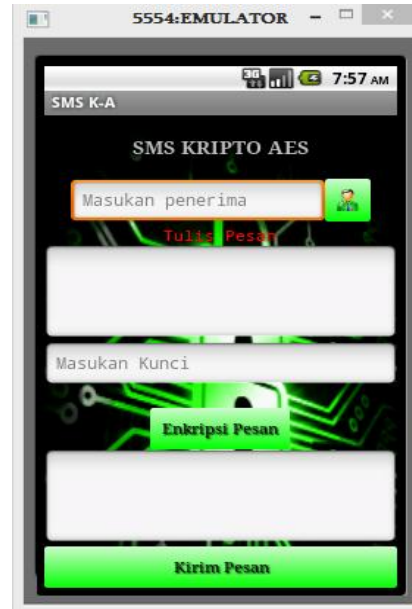 5554:EMULATOR
3G 7:57 AM
SMS K-A
SMS KRIPTO AES
Masukan penerima
Tulis Pesan
Masukan Kunci
Enkripsi Pesan
Kirim Pesan